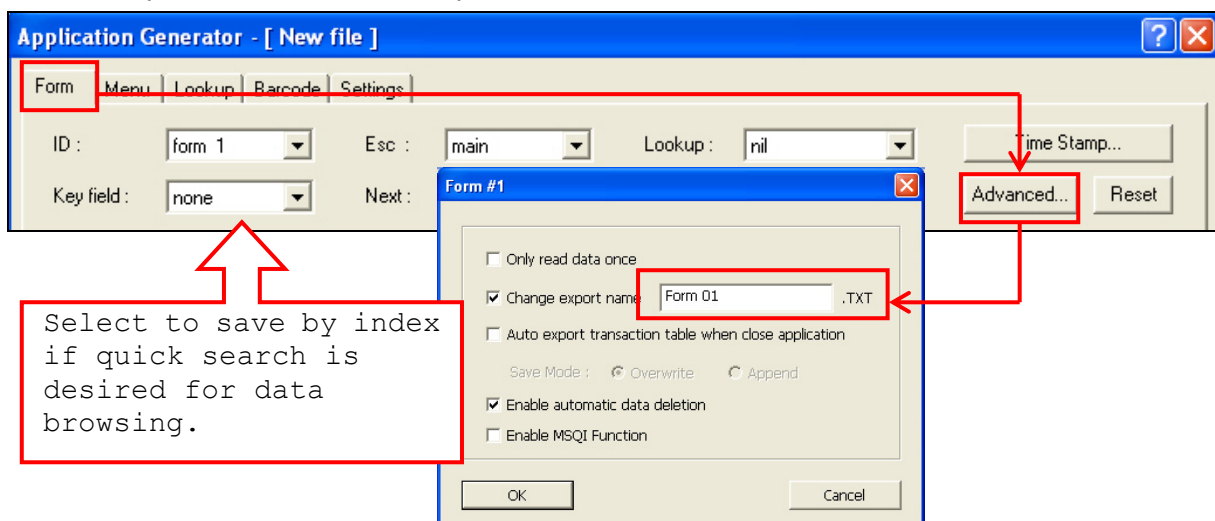 Application Generator - [ New file ]
Form Menu Lookup Barcode Settings
ID : form 1 Esc : main Lookup : nil Time Stamp...
Key field : none Next : Advanced... Reset
Form #1
Only read data once
Change export name Form 01 .TXT
Auto export transaction table when close application
Save Mode : Overwrite Append
Enable automatic data deletion
Enable MSQI Function
OK Cancel
Select to save by index
if quick search is
desired for data
browsing.